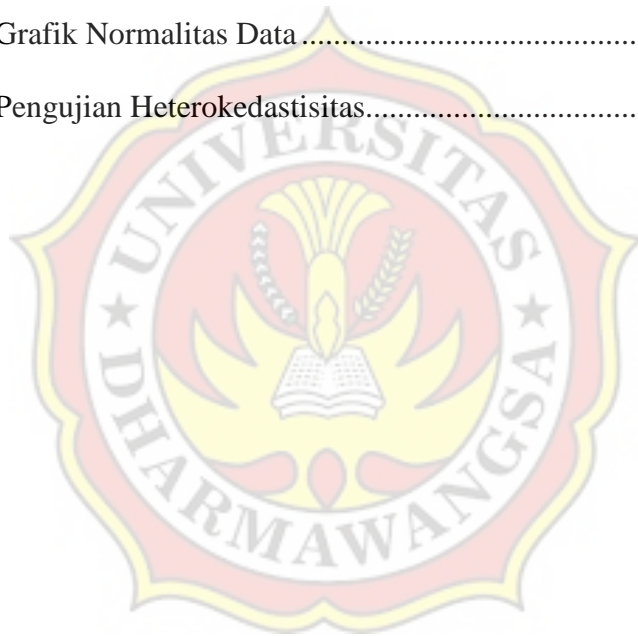 Grafik Normalitas Data ........................................
Pengujian Heterokedastisitas................................
UNIVERSITAS
★ DHARMAWANGSA ★